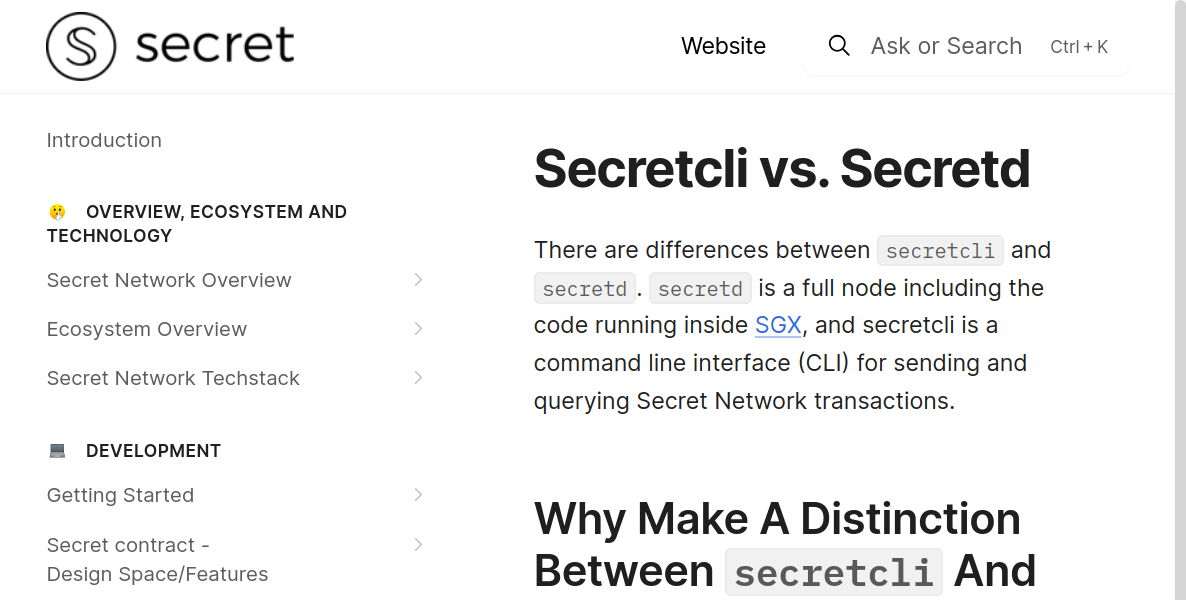 secret
Website
Ask or Search Ctrl + K
Introduction
OVERVIEW, ECOSYSTEM AND
TECHNOLOGY
Secret Network Overview
Ecosystem Overview
Secret Network Techstack
DEVELOPMENT
Getting Started
Secret contract -
Design Space/Features
Secretcli vs. Secretd
There are differences between secretcli and
secretd . secretd is a full node including the
code running inside SGX, and secretcli is a
command line interface (CLI) for sending and
querying Secret Network transactions.
Why Make A Distinction
Between secretcli And